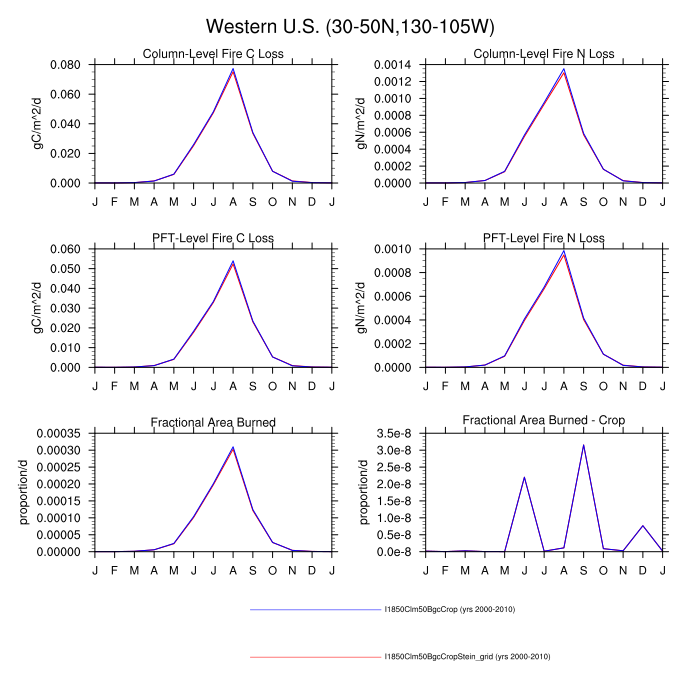 Western U.S. (30-50N,130-105W)
Column-Level Fire C Loss
gC/m^2/d
0.080
0.060
0.040
0.020
0.000
J F M A M J J A S O N D J
Column-Level Fire N Loss
gN/m^2/d
0.0014
0.0012
0.0010
0.0008
0.0006
0.0004
0.0002
0.0000
J F M A M J J A S O N D J
PFT-Level Fire C Loss
gC/m^2/d
0.060
0.050
0.040
0.030
0.020
0.010
0.000
J F M A M J J A S O N D J
PFT-Level Fire N Loss
gN/m^2/d
0.0010
0.0008
0.0006
0.0004
0.0002
0.0000
J F M A M J J A S O N D J
Fractional Area Burned
proportion/d
0.00035
0.00030
0.00025
0.00020
0.00015
0.00010
0.00005
0.00000
J F M A M J J A S O N D J
Fractional Area Burned - Crop
proportion/d
3.5e-8
3.0e-8
2.5e-8
2.0e-8
1.5e-8
1.0e-8
0.5e-8
0.0e-8
J F M A M J J A S O N D J
I1850Clm50BgcCrop (yrs 2000-2010)
I1850Clm50BgcCropStein_grid (yrs 2000-2010)